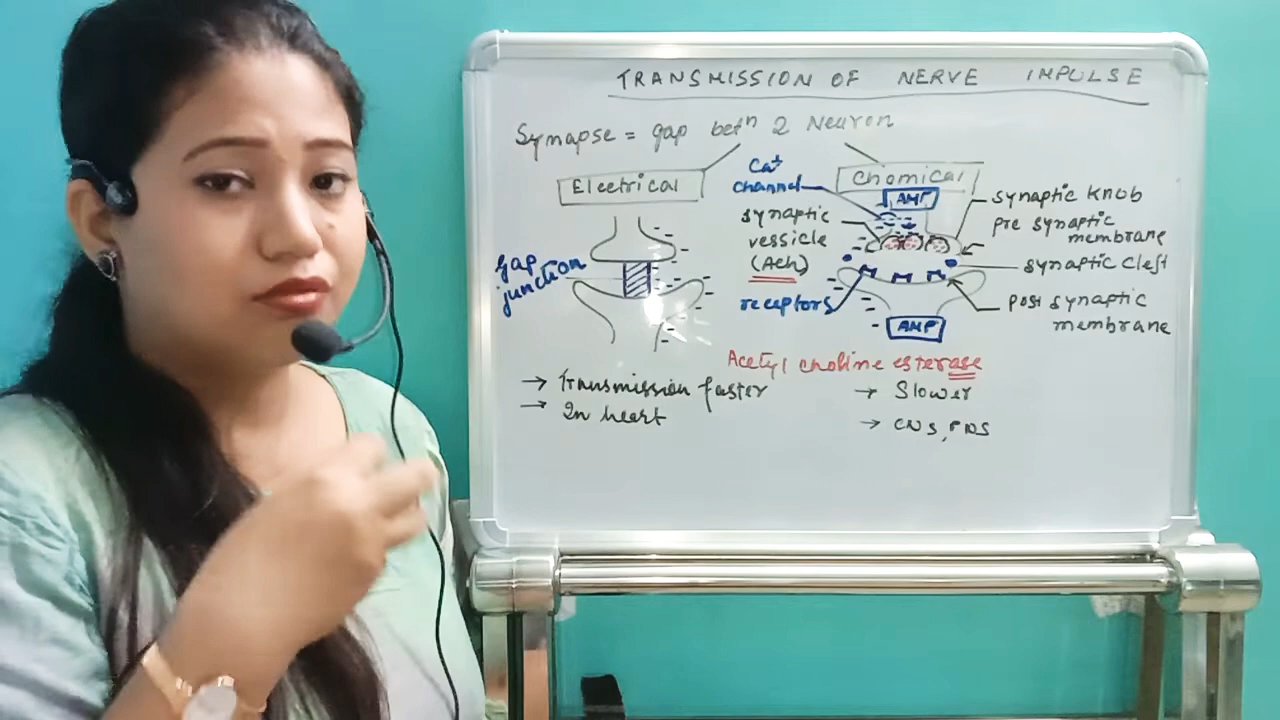 TRANSMISSION OF NERVE IMPULSE
Synapse = gap betn 2 Neuron
Electrical
gap
junction
→ Transmission faster
→ In heart
Chemical
Ca+
channel
AMP
synaptic
vessicle
(Ach)
receptors
synaptic knob
pre synaptic
membrane
synaptic cleft
post synaptic
membrane
AMP
Acetyl choline esterase
→ Slower
→ CNS, PNS